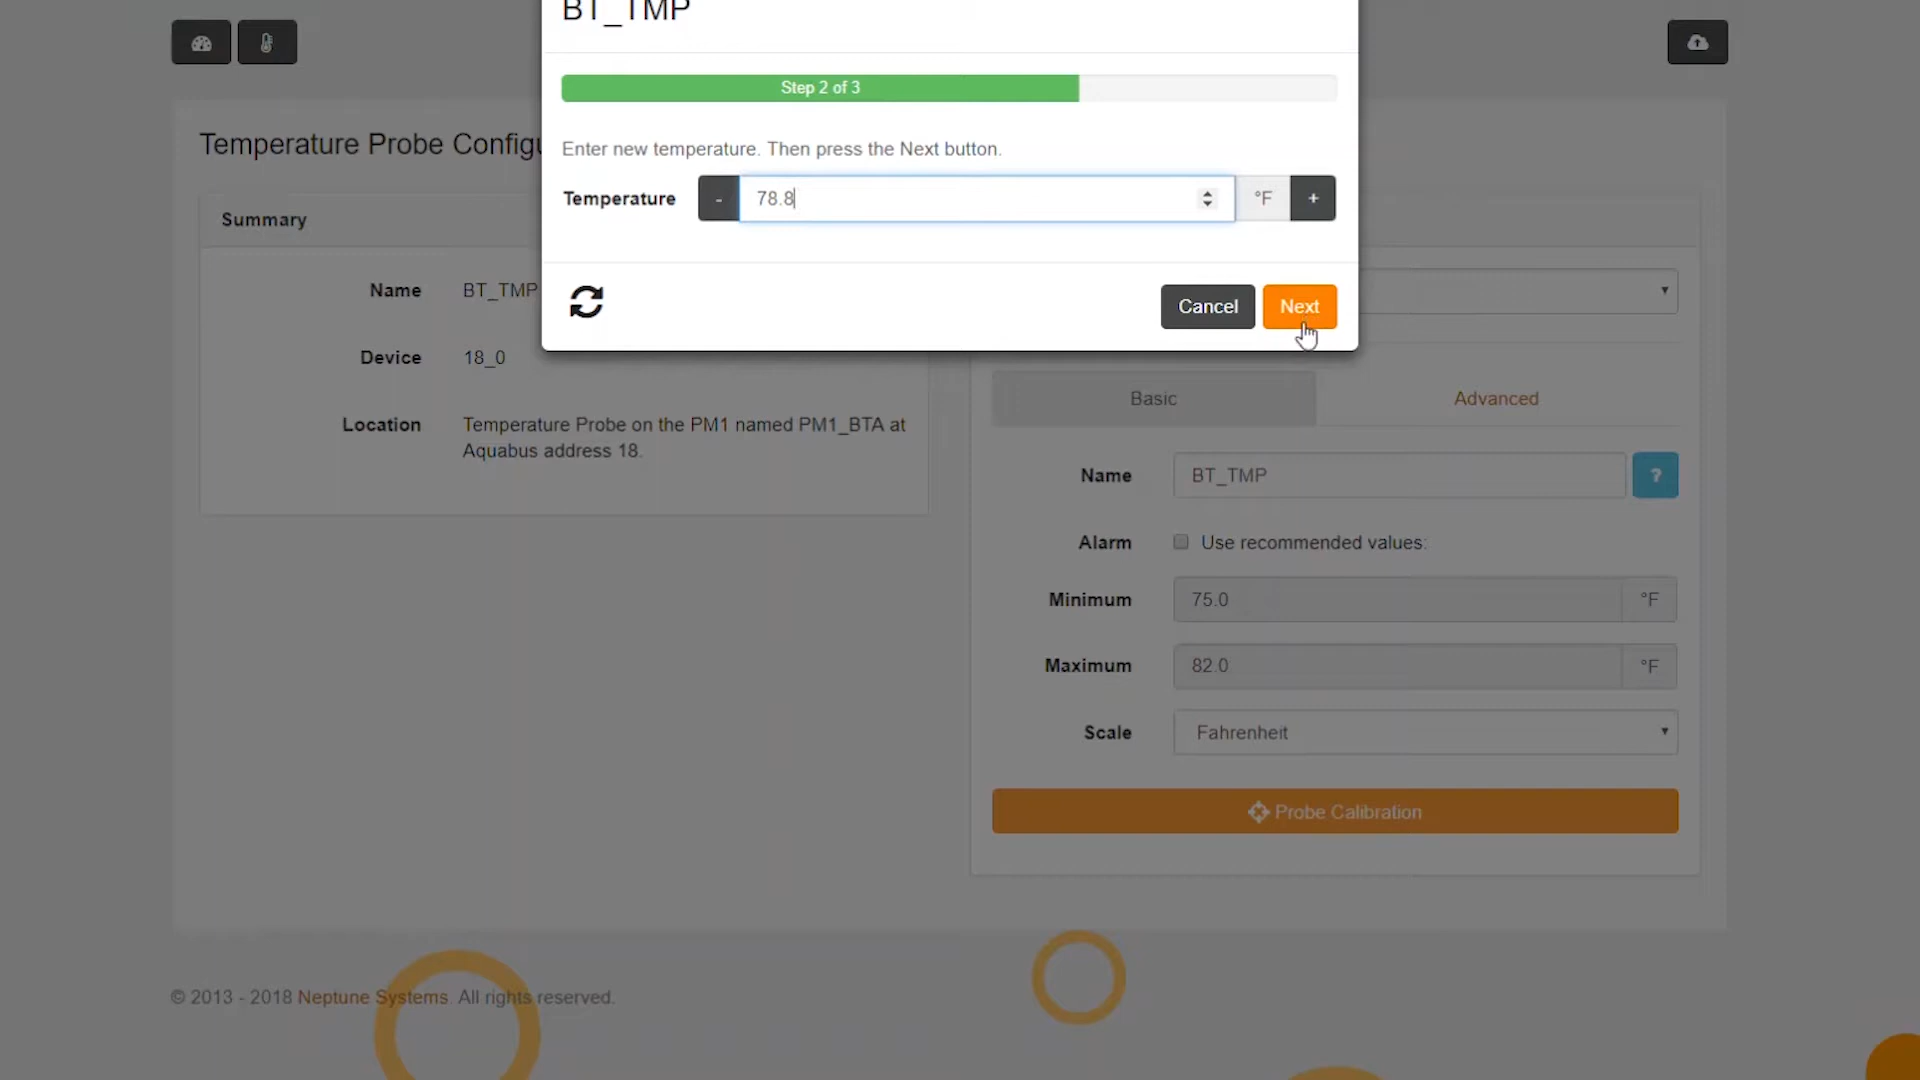 BT_TMP
Step 2 of 3
Enter new temperature. Then press the Next button.
Temperature - 78.8 °F +
Cancel Next
Temperature Probe Configu
Summary
Name BT_TMP
Device 18_0
Location Temperature Probe on the PM1 named PM1_BTA at
Aquabus address 18.
Basic Advanced
Name BT_TMP ?
Alarm Use recommended values:
Minimum 75.0 °F
Maximum 82.0 °F
Scale Fahrenheit
Probe Calibration
© 2013 - 2018 Neptune Systems. All rights reserved.